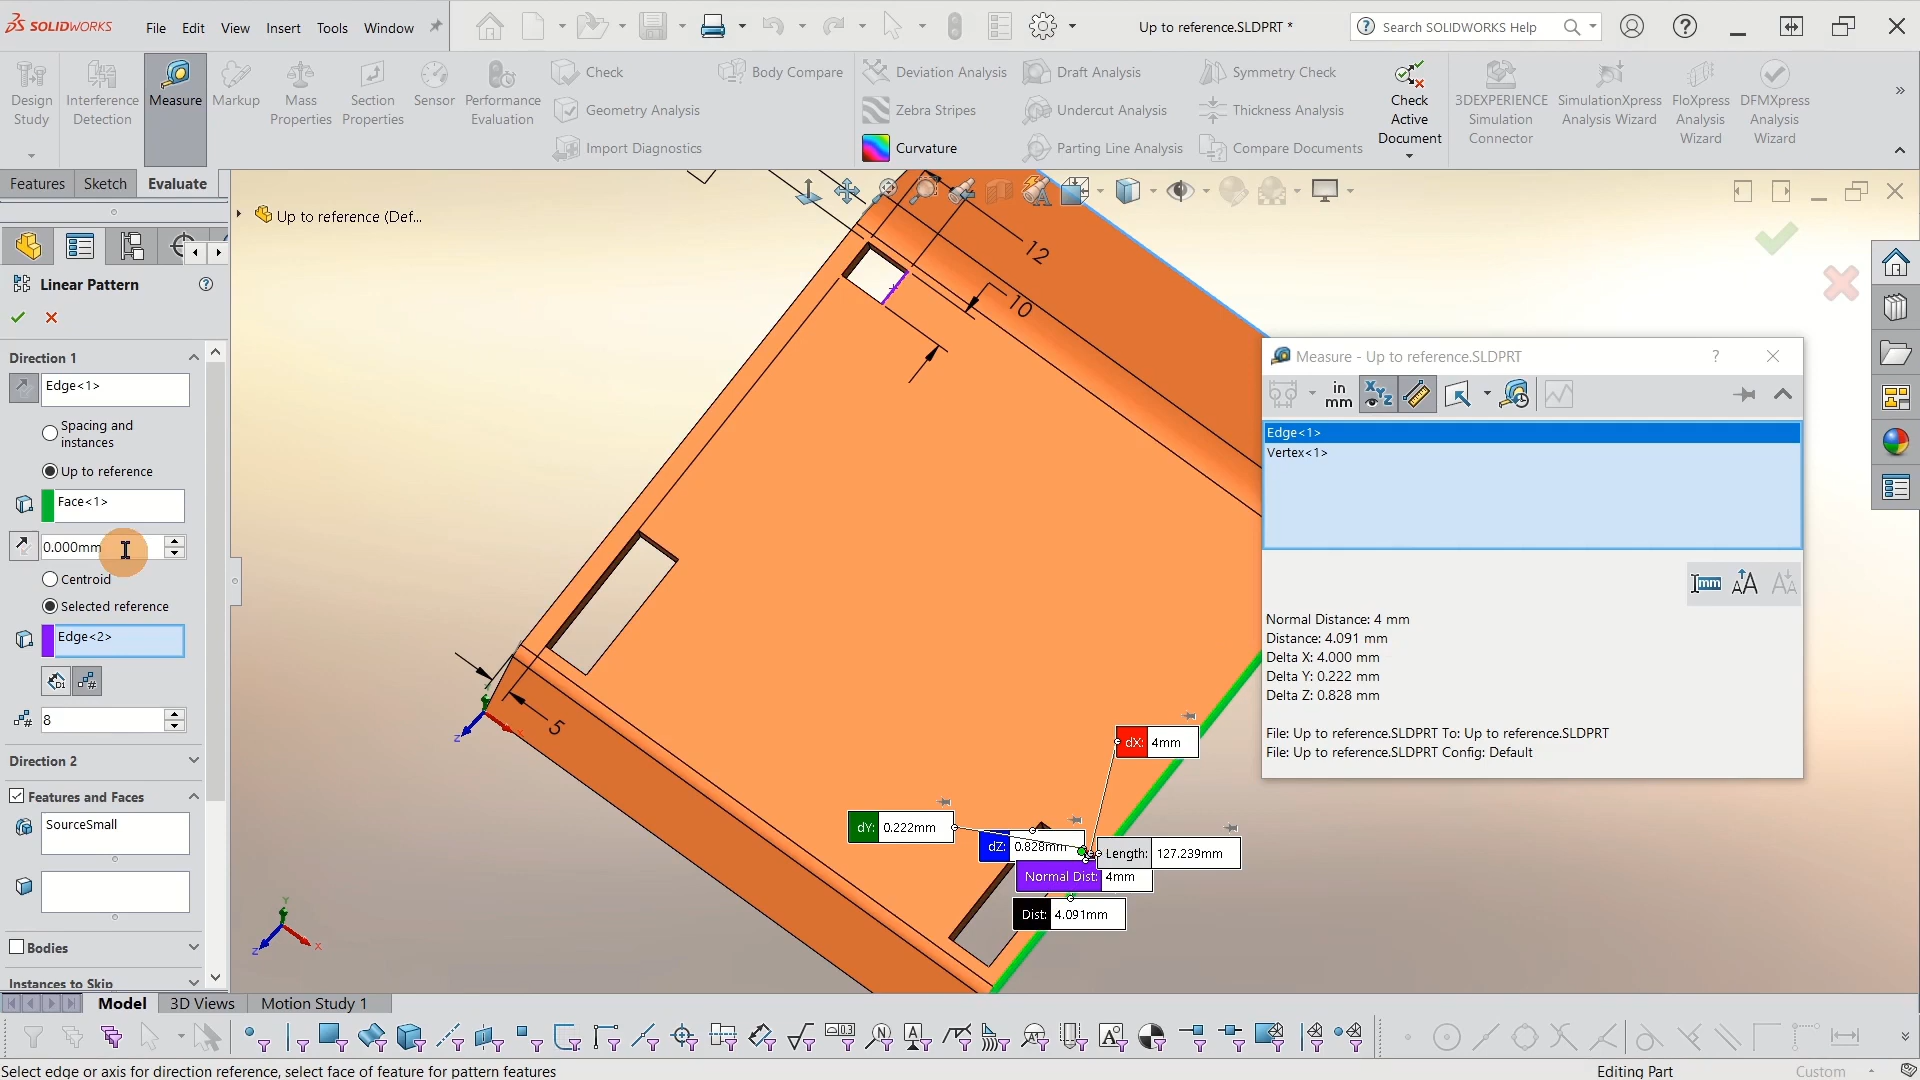 SOLIDWORKS
File Edit View Insert Tools Window
Up to reference.SLDPRT *
Search SOLIDWORKS Help
Design Study
Interference Detection
Measure
Markup
Mass Properties
Section Properties
Sensor
Performance Evaluation
Check
Geometry Analysis
Import Diagnostics
Body Compare
Deviation Analysis
Zebra Stripes
Curvature
Draft Analysis
Undercut Analysis
Parting Line Analysis
Symmetry Check
Thickness Analysis
Compare Documents
Check Active Document
3DEXPERIENCE Simulation Connector
SimulationXpress Analysis Wizard
FloXpress Analysis Wizard
DFMXpress Analysis Wizard
Features Sketch Evaluate
Up to reference (Def...
Linear Pattern
Direction 1
Edge<1>
Spacing and
instances
Up to reference
Face<1>
0.000mm
Centroid
Selected reference
Edge<2>
8
Direction 2
Features and Faces
SourceSmall
Bodies
Instances to Skip
12
10
5
Measure - Up to reference.SLDPRT
in
mm
XYZ
Edge<1>
Vertex<1>
Normal Distance: 4 mm
Distance: 4.091 mm
Delta X: 4.000 mm
Delta Y: 0.222 mm
Delta Z: 0.828 mm
File: Up to reference.SLDPRT To: Up to reference.SLDPRT
File: Up to reference.SLDPRT Config: Default
dX: 4mm
dY: 0.222mm
dZ: 0.828mm
Length: 127.239mm
Normal Dist: 4mm
Dist: 4.091mm
Z
X
Y
X
Z
Model 3D Views Motion Study 1
Select edge or axis for direction reference, select face of feature for pattern features
Editing Part
Custom